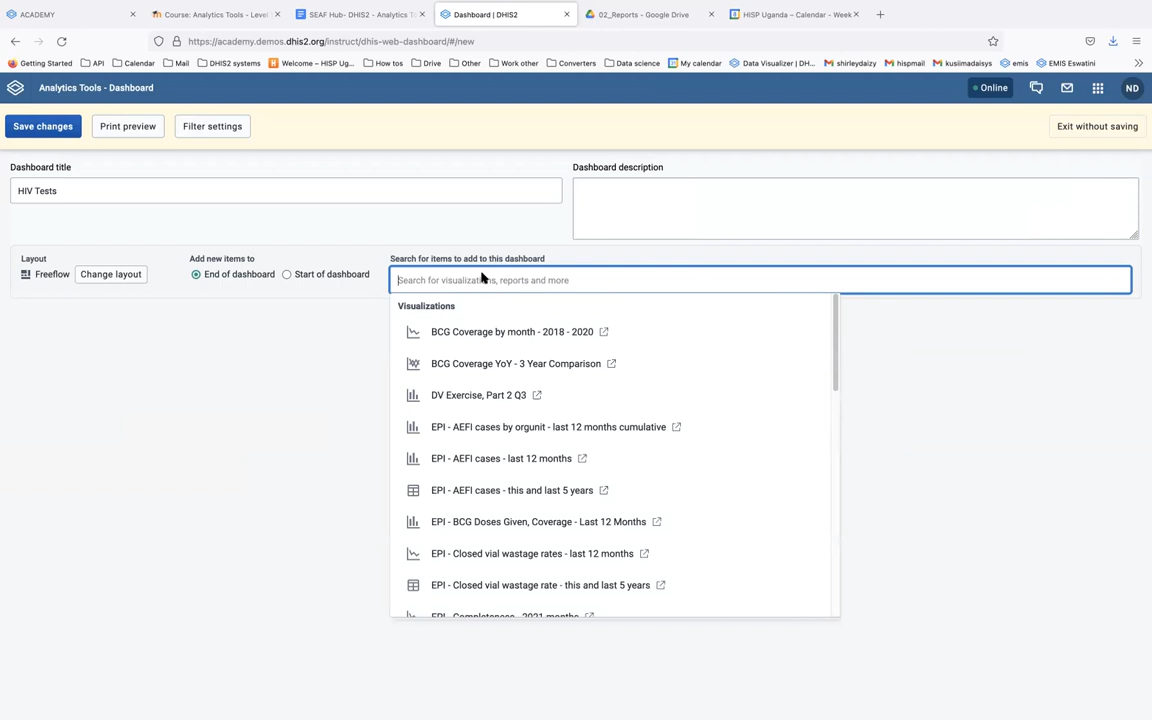 ACADEMY
Course: Analytics Tools - Level
SEAF Hub- DHIS2 - Analytics T
Dashboard | DHIS2
02_Reports - Google Drive
HISP Uganda – Calendar - Week
https://academy.demos.dhis2.org/instruct/dhis-web-dashboard/#/new
Getting Started
API
Calendar
Mail
DHIS2 systems
Welcome – HISP Ug...
How tos
Drive
Other
Work other
Converters
Data science
My calendar
Data Visualizer | DH...
shirleydaizy
hispmail
kusiimadaisys
emis
EMIS Eswatini
Analytics Tools - Dashboard
Online
ND
Save changes
Print preview
Filter settings
Exit without saving
Dashboard title
Dashboard description
HIV Tests
Layout
Add new items to
Search for items to add to this dashboard
Freeflow
Change layout
End of dashboard
Start of dashboard
Search for visualizations, reports and more
Visualizations
BCG Coverage by month - 2018 - 2020
BCG Coverage YoY - 3 Year Comparison
DV Exercise, Part 2 Q3
EPI - AEFI cases by orgunit - last 12 months cumulative
EPI - AEFI cases - last 12 months
EPI - AEFI cases - this and last 5 years
EPI - BCG Doses Given, Coverage - Last 12 Months
EPI - Closed vial wastage rates - last 12 months
EPI - Closed vial wastage rate - this and last 5 years
EPI - Completeness - 2021 months